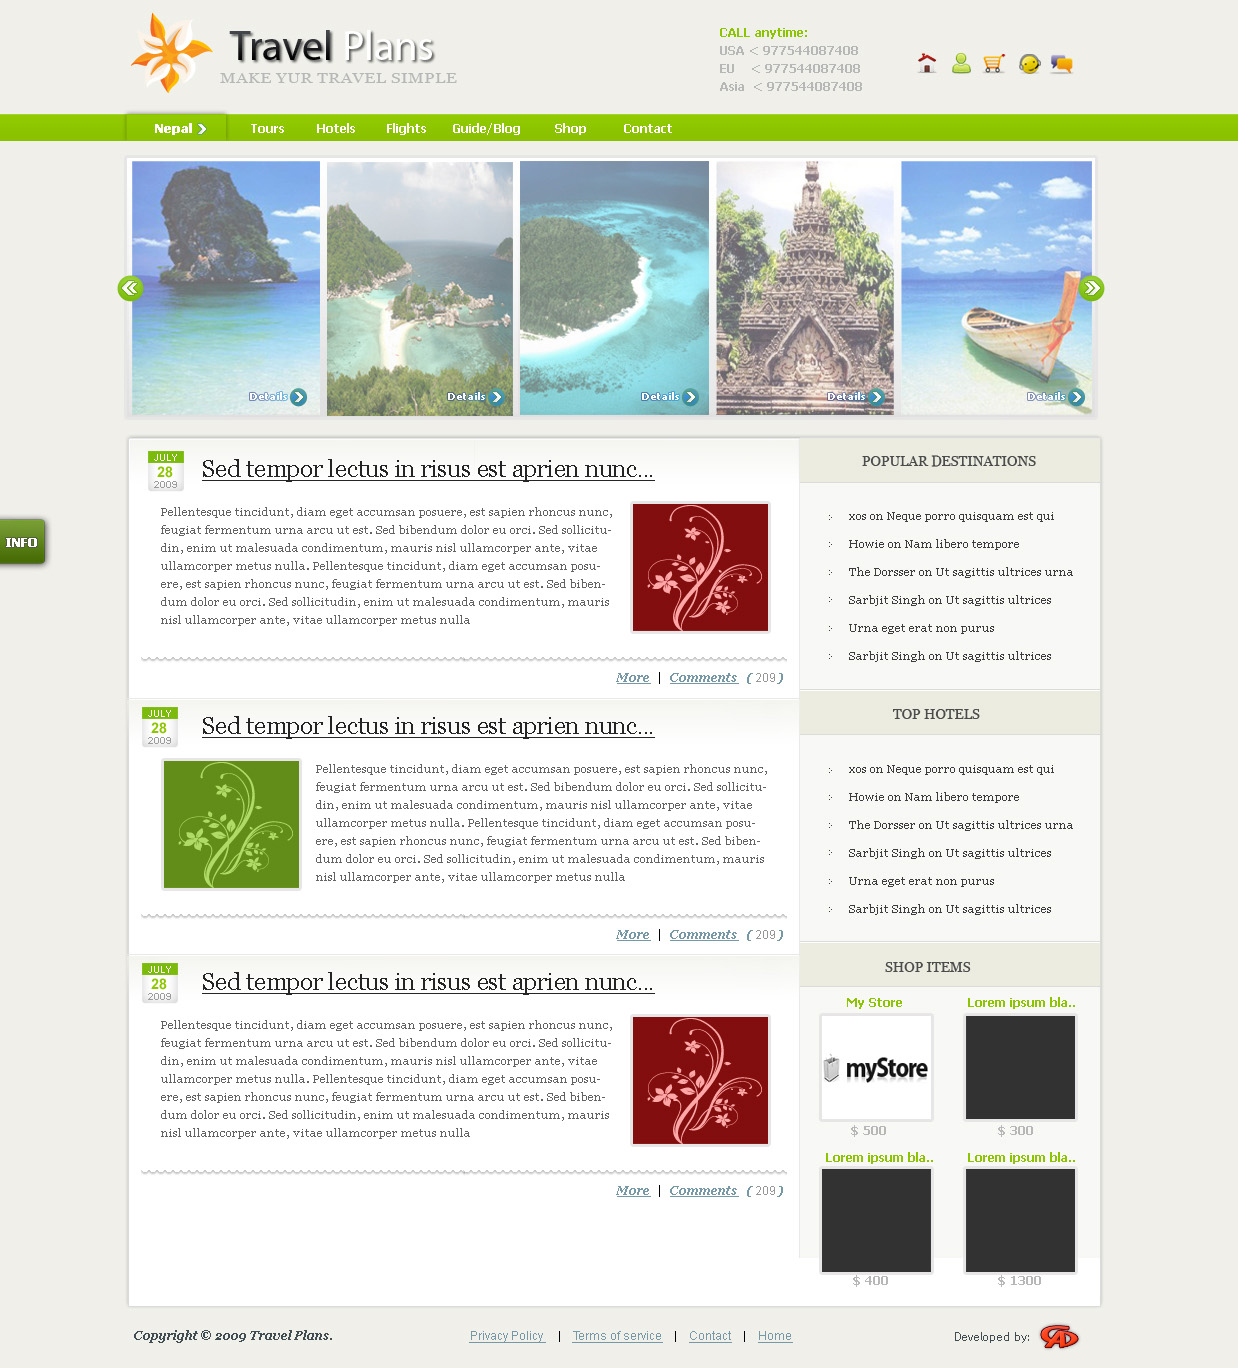 Travel Plans
MAKE YUR TRAVEL SIMPLE
CALL anytime:
USA < 977544087408
EU < 977544087408
Asia < 977544087408
Nepal Tours Hotels Flights Guide/Blog Shop Contact
Details Details Details Details Details
INFO
JULY
28
2009
Sed tempor lectus in risus est aprien nunc...
Pellentesque tincidunt, diam eget accumsan posuere, est sapien rhoncus nunc,
feugiat fermentum urna arcu ut est. Sed bibendum dolor eu orci. Sed sollicitu-
din, enim ut malesuada condimentum, mauris nisl ullamcorper ante, vitae
ullamcorper metus nulla. Pellentesque tincidunt, diam eget accumsan posu-
ere, est sapien rhoncus nunc, feugiat fermentum urna arcu ut est. Sed biben-
dum dolor eu orci. Sed sollicitudin, enim ut malesuada condimentum, mauris
nisl ullamcorper ante, vitae ullamcorper metus nulla
More | Comments ( 209 )
JULY
28
2009
Sed tempor lectus in risus est aprien nunc...
Pellentesque tincidunt, diam eget accumsan posuere, est sapien rhoncus nunc,
feugiat fermentum urna arcu ut est. Sed bibendum dolor eu orci. Sed sollicitu-
din, enim ut malesuada condimentum, mauris nisl ullamcorper ante, vitae
ullamcorper metus nulla. Pellentesque tincidunt, diam eget accumsan posu-
ere, est sapien rhoncus nunc, feugiat fermentum urna arcu ut est. Sed biben-
dum dolor eu orci. Sed sollicitudin, enim ut malesuada condimentum, mauris
nisl ullamcorper ante, vitae ullamcorper metus nulla
More | Comments ( 209 )
JULY
28
2009
Sed tempor lectus in risus est aprien nunc...
Pellentesque tincidunt, diam eget accumsan posuere, est sapien rhoncus nunc,
feugiat fermentum urna arcu ut est. Sed bibendum dolor eu orci. Sed sollicitu-
din, enim ut malesuada condimentum, mauris nisl ullamcorper ante, vitae
ullamcorper metus nulla. Pellentesque tincidunt, diam eget accumsan posu-
ere, est sapien rhoncus nunc, feugiat fermentum urna arcu ut est. Sed biben-
dum dolor eu orci. Sed sollicitudin, enim ut malesuada condimentum, mauris
nisl ullamcorper ante, vitae ullamcorper metus nulla
More | Comments ( 209 )
POPULAR DESTINATIONS
xos on Neque porro quisquam est qui
Howie on Nam libero tempore
The Dorsser on Ut sagittis ultrices urna
Sarbjit Singh on Ut sagittis ultrices
Urna eget erat non purus
Sarbjit Singh on Ut sagittis ultrices
TOP HOTELS
xos on Neque porro quisquam est qui
Howie on Nam libero tempore
The Dorsser on Ut sagittis ultrices urna
Sarbjit Singh on Ut sagittis ultrices
Urna eget erat non purus
Sarbjit Singh on Ut sagittis ultrices
SHOP ITEMS
My Store Lorem ipsum bla..
myStore
$ 500 $ 300
Lorem ipsum bla.. Lorem ipsum bla..
$ 400 $ 1300
Copyright © 2009 Travel Plans.
Privacy Policy | Terms of service | Contact | Home
Developed by: